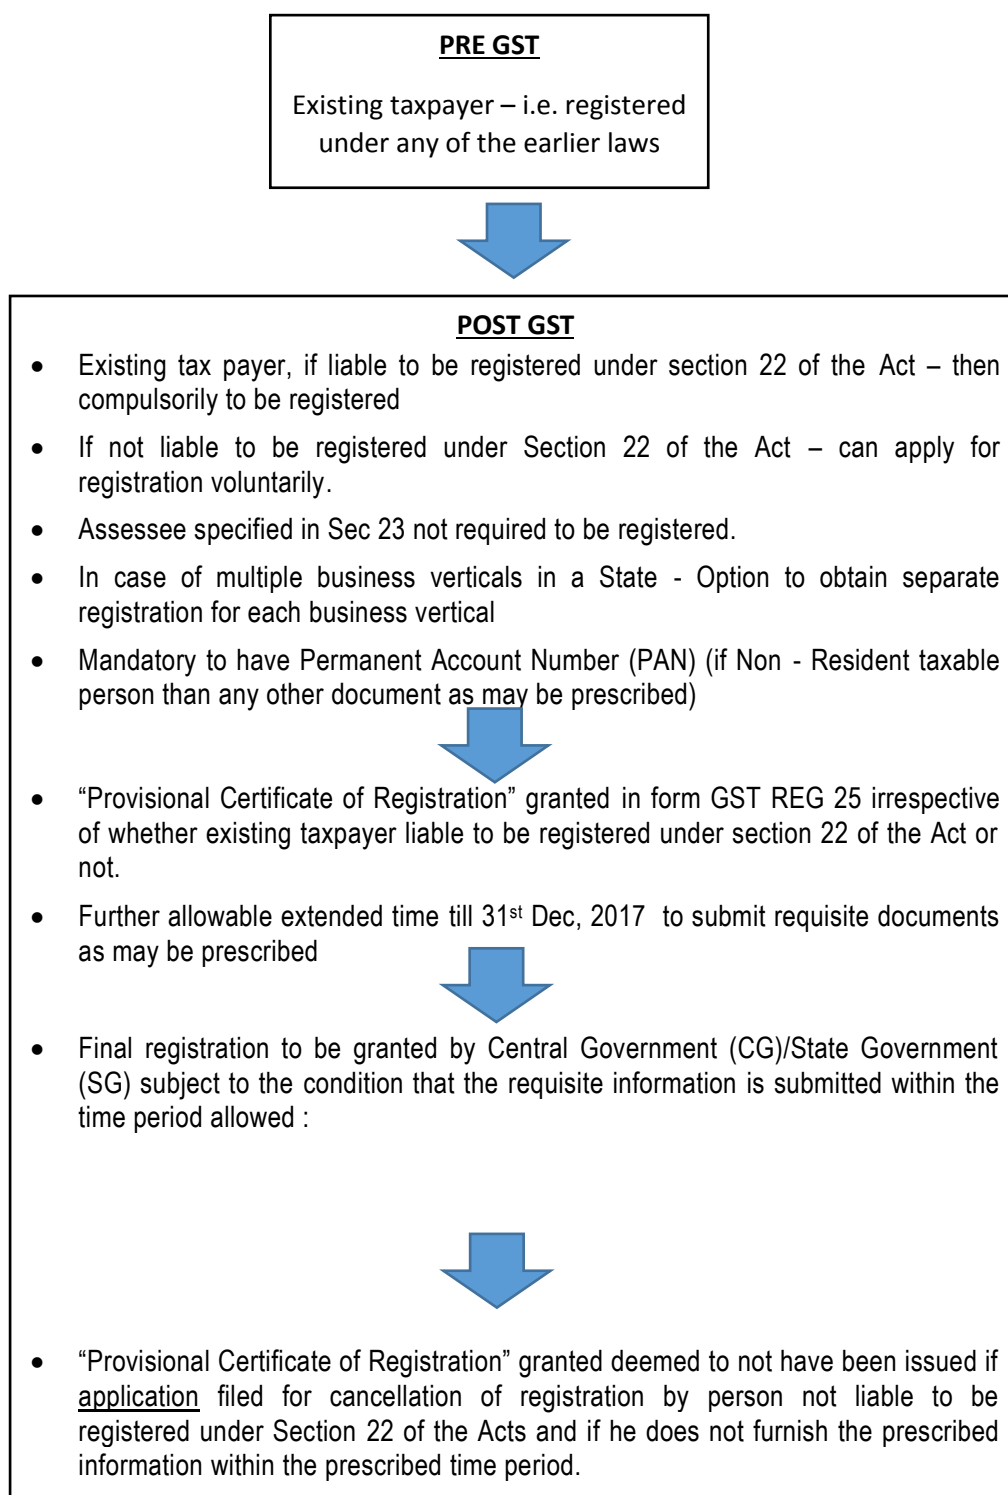 PRE GST
Existing taxpayer – i.e. registered
under any of the earlier laws
POST GST
• Existing tax payer, if liable to be registered under section 22 of the Act – then
compulsorily to be registered
• If not liable to be registered under Section 22 of the Act – can apply for
registration voluntarily.
• Assessee specified in Sec 23 not required to be registered.
• In case of multiple business verticals in a State - Option to obtain separate
registration for each business vertical
• Mandatory to have Permanent Account Number (PAN) (if Non - Resident taxable
person than any other document as may be prescribed)
• “Provisional Certificate of Registration” granted in form GST REG 25 irrespective
of whether existing taxpayer liable to be registered under section 22 of the Act or
not.
• Further allowable extended time till 31st Dec, 2017 to submit requisite documents
as may be prescribed
• Final registration to be granted by Central Government (CG)/State Government
(SG) subject to the condition that the requisite information is submitted within the
time period allowed :
• “Provisional Certificate of Registration” granted deemed to not have been issued if
application filed for cancellation of registration by person not liable to be
registered under Section 22 of the Acts and if he does not furnish the prescribed
information within the prescribed time period.